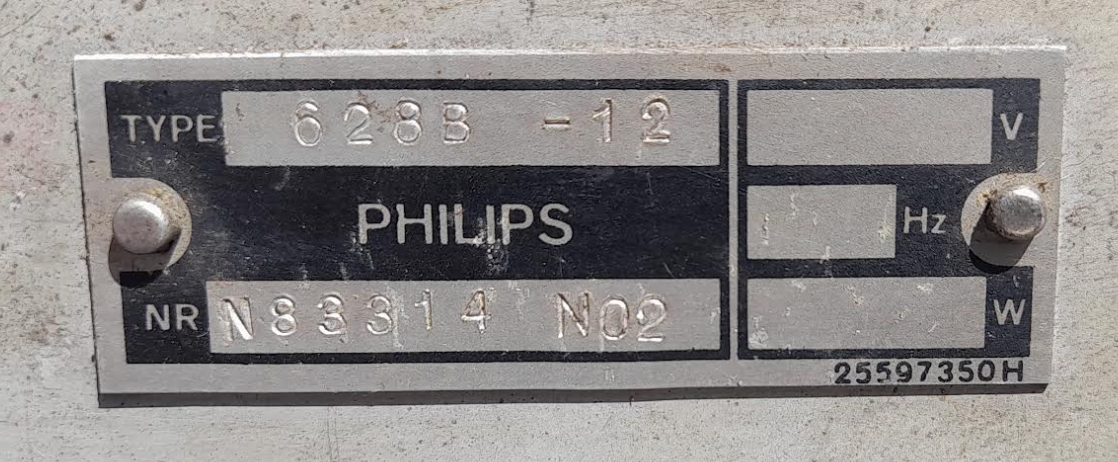 TYPE 628B -12 V
PHILIPS Hz
NR N83314 N02 W
25597350H